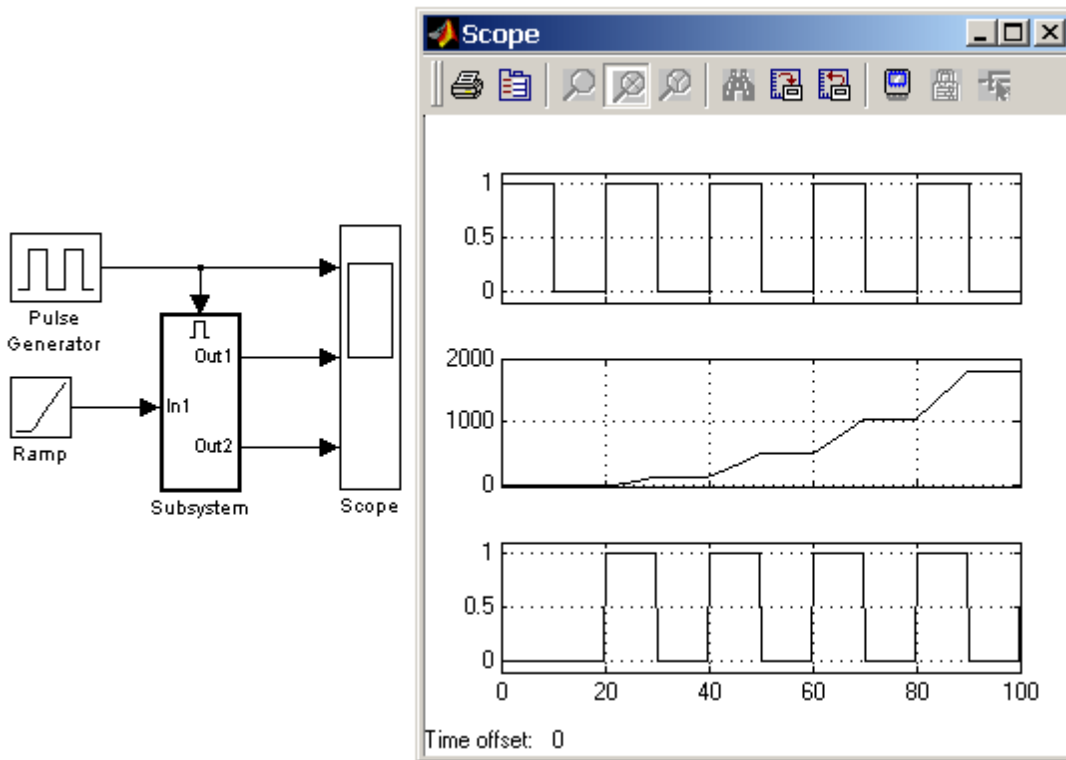 Pulse
Generator
Ramp
In1
Out1
Out2
Subsystem
Scope
Scope
1
0.5
0
2000
1000
0
1
0.5
0
0 20 40 60 80 100
Time offset: 0